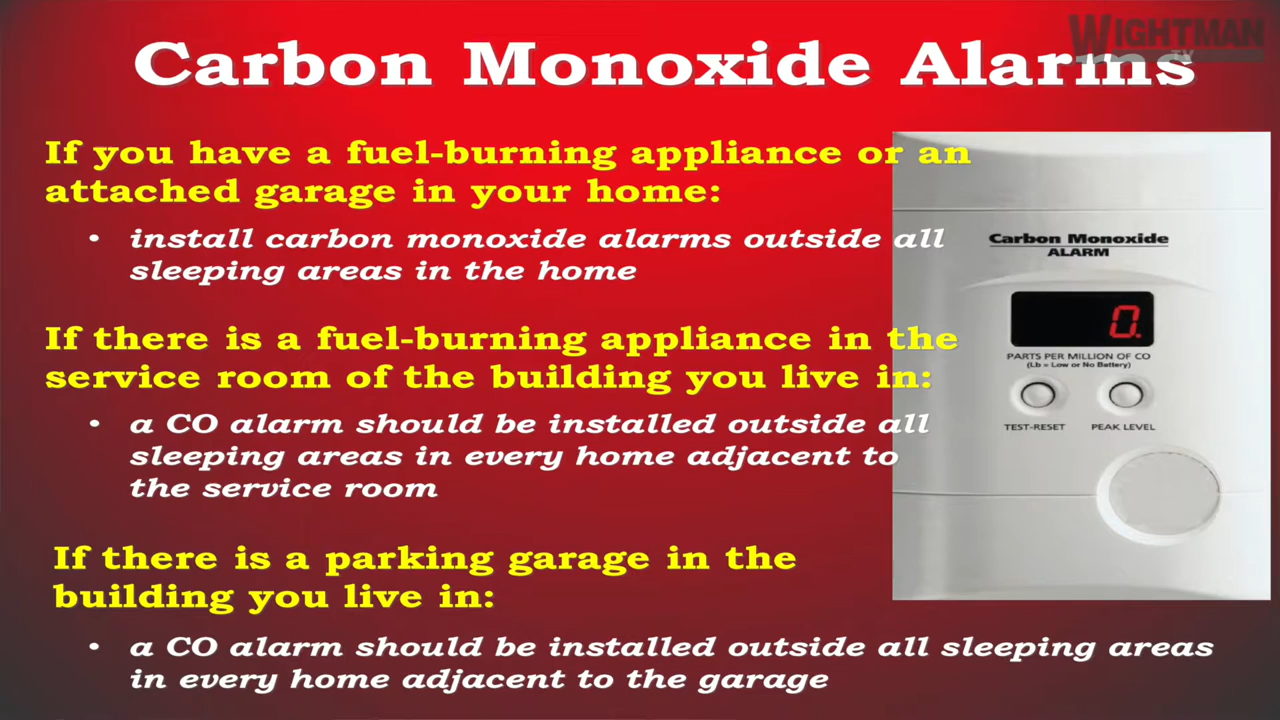 WIGHTMAN
TV
Carbon Monoxide Alarms
If you have a fuel-burning appliance or an
attached garage in your home:
• install carbon monoxide alarms outside all
sleeping areas in the home
If there is a fuel-burning appliance in the
service room of the building you live in:
• a CO alarm should be installed outside all
sleeping areas in every home adjacent to
the service room
If there is a parking garage in the
building you live in:
• a CO alarm should be installed outside all sleeping areas
in every home adjacent to the garage
Carbon Monoxide
ALARM
0.
PARTS PER MILLION OF CO
(Lb = Low or No Battery)
TEST-RESET PEAK LEVEL